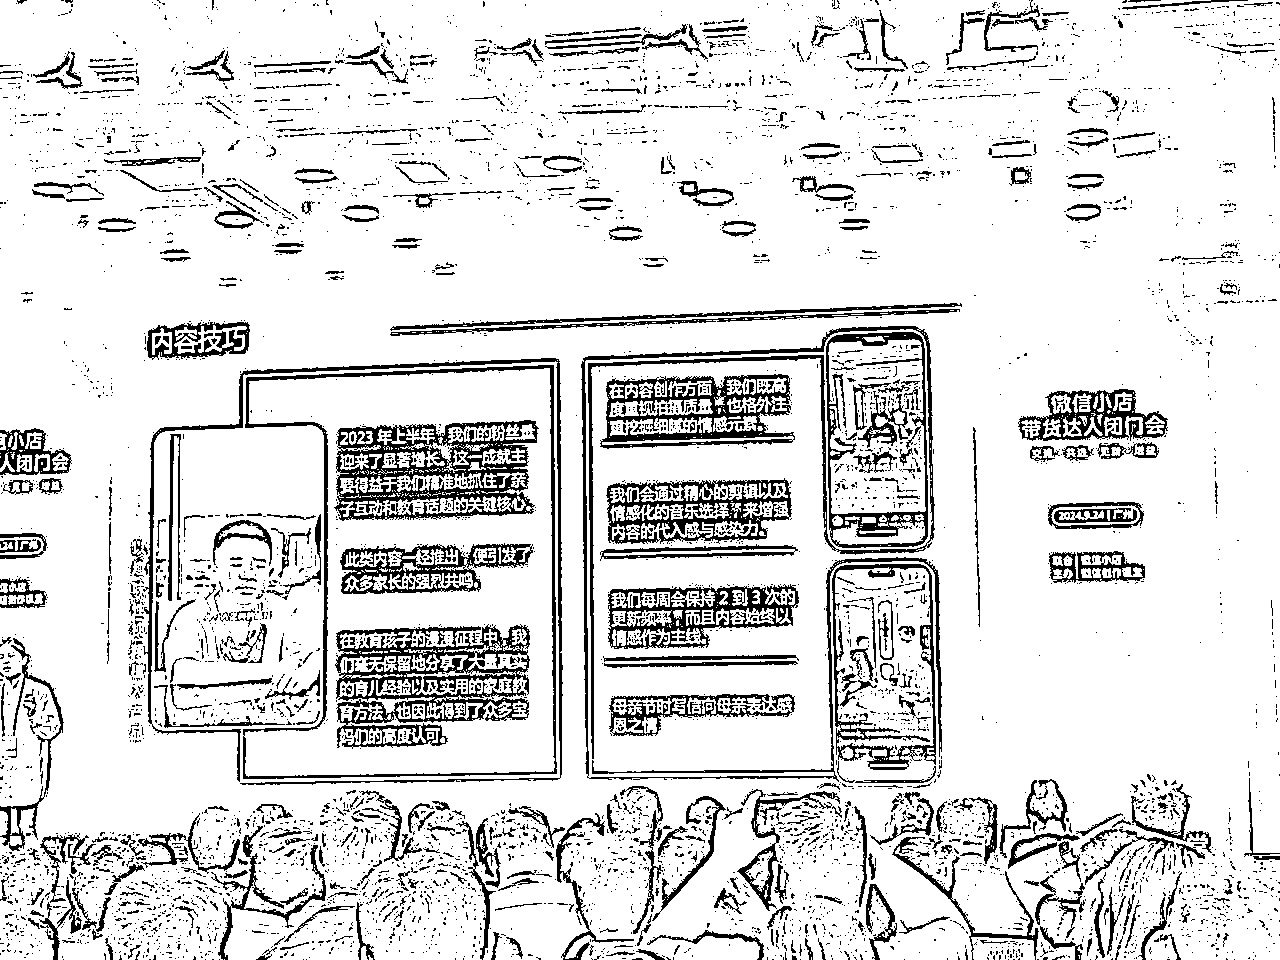 内容技巧
2023 年上半年，我们的粉丝量
迎来了显著增长。这一成就主
要得益于我们精准地抓住了亲
子互动和教育话题的关键核心。
此类内容一经推出，便引发了
众多家长的强烈共鸣。
在教育孩子的漫漫征程中，我
们毫无保留地分享了大量真实
的育儿经验以及实用的家庭教
育方法，也因此得到了众多宝
妈们的高度认可。
在内容创作方面，我们既高
度重视拍摄质量，也格外注
重挖掘细腻的情感元素。
我们会通过精心的剪辑以及
情感化的音乐选择，来增强
内容的代入感与感染力。
我们每周会保持 2 到 3 次的
更新频率，而且内容始终以
情感作为主线。
母亲节时写信向母亲表达感
恩之情
微信小店
带货达人闭门会
2024.9.24 | 广州
信小店
人闭门会